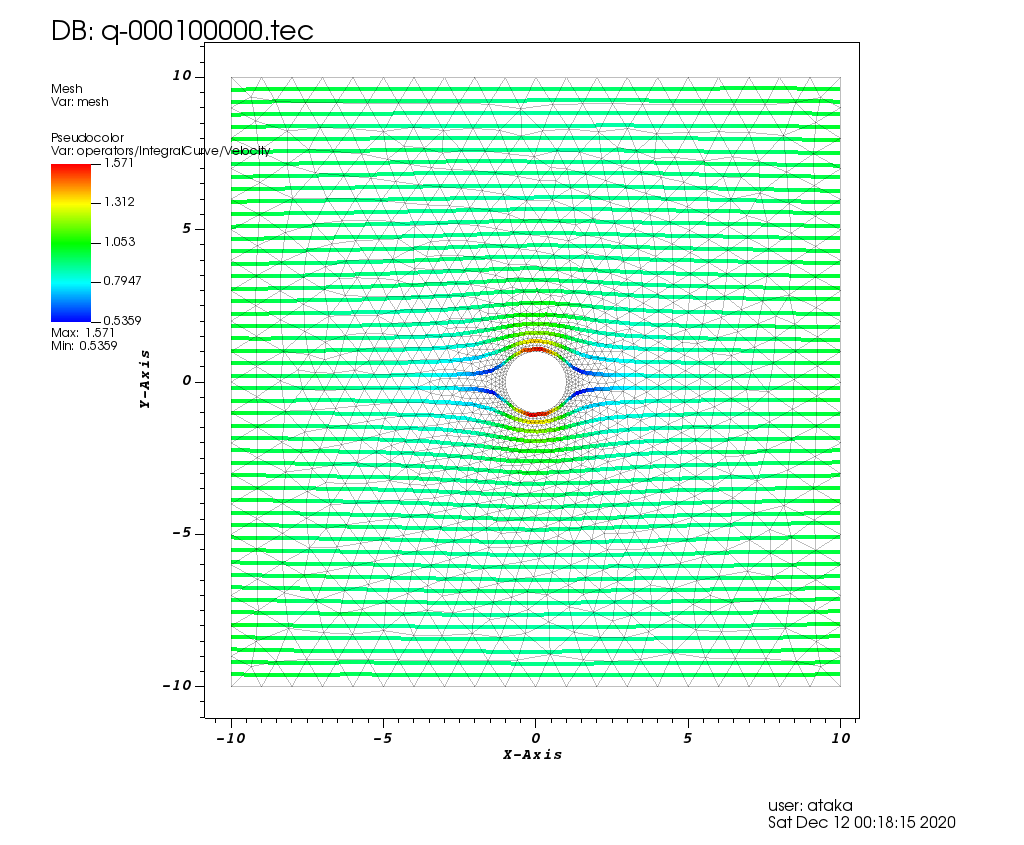 DB: q-000100000.tec
Mesh
Var: mesh
Pseudocolor
Var: operators/IntegralCurve/Velocity
1.571
1.312
1.053
0.7947
0.5359
Max: 1.571
Min: 0.5359
Y-Axis
10
5
0
-5
-10
-10 -5 0 5 10
X-Axis
user: ataka
Sat Dec 12 00:18:15 2020